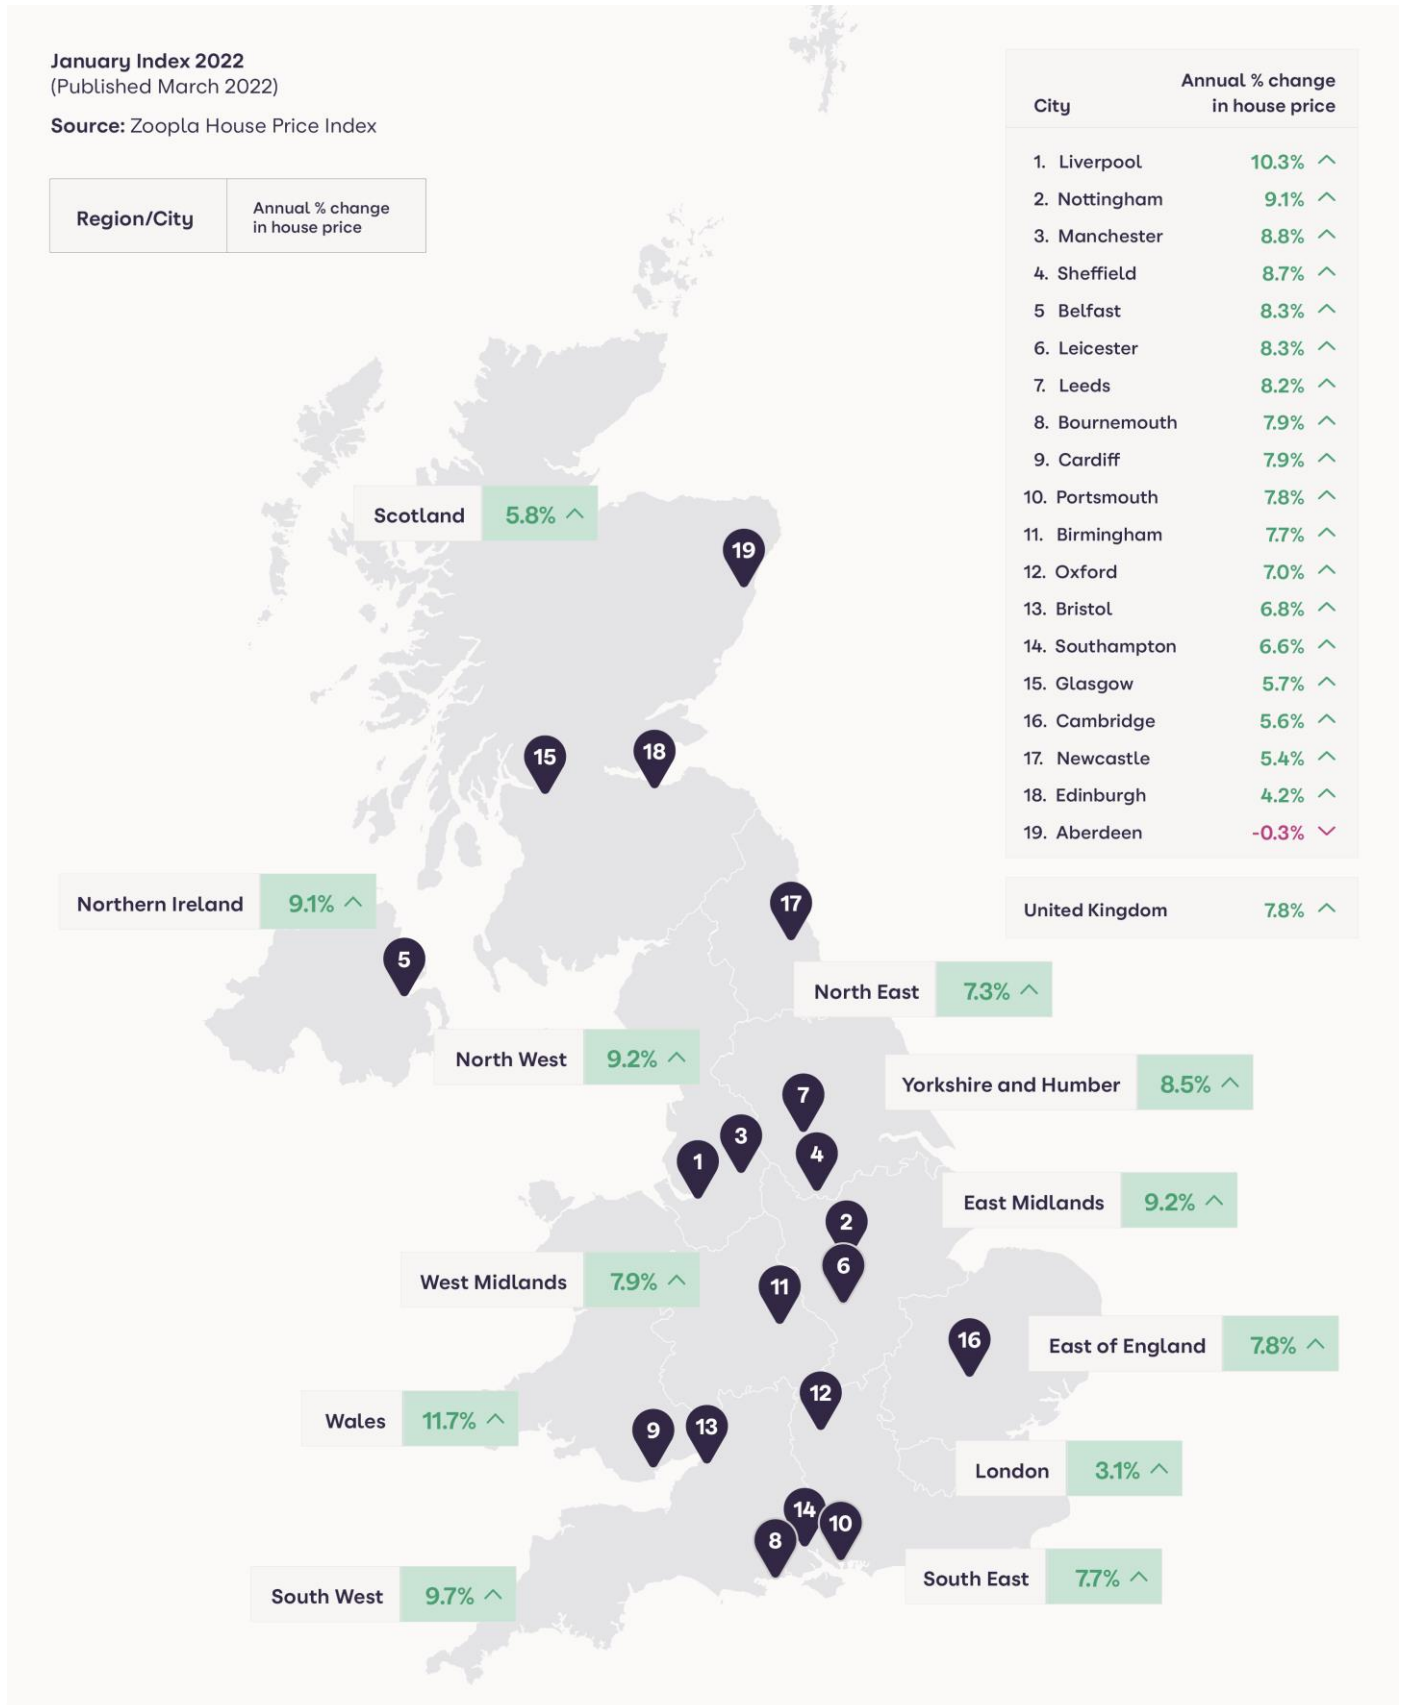 January Index 2022
(Published March 2022)
Source: Zoopla House Price Index
Region/City
Annual % change
in house price
City
Annual % change
in house price
1. Liverpool 10.3%
2. Nottingham 9.1%
3. Manchester 8.8%
4. Sheffield 8.7%
5 Belfast 8.3%
6. Leicester 8.3%
7. Leeds 8.2%
8. Bournemouth 7.9%
9. Cardiff 7.9%
10. Portsmouth 7.8%
11. Birmingham 7.7%
12. Oxford 7.0%
13. Bristol 6.8%
14. Southampton 6.6%
15. Glasgow 5.7%
16. Cambridge 5.6%
17. Newcastle 5.4%
18. Edinburgh 4.2%
19. Aberdeen -0.3%
United Kingdom 7.8%
Scotland 5.8%
19
15
18
Northern Ireland 9.1%
17
5
North East 7.3%
North West 9.2%
Yorkshire and Humber 8.5%
7
3
4
1
East Midlands 9.2%
2
6
West Midlands 7.9%
11
16
East of England 7.8%
12
Wales 11.7%
9
13
London 3.1%
14
10
8
South East 7.7%
South West 9.7%